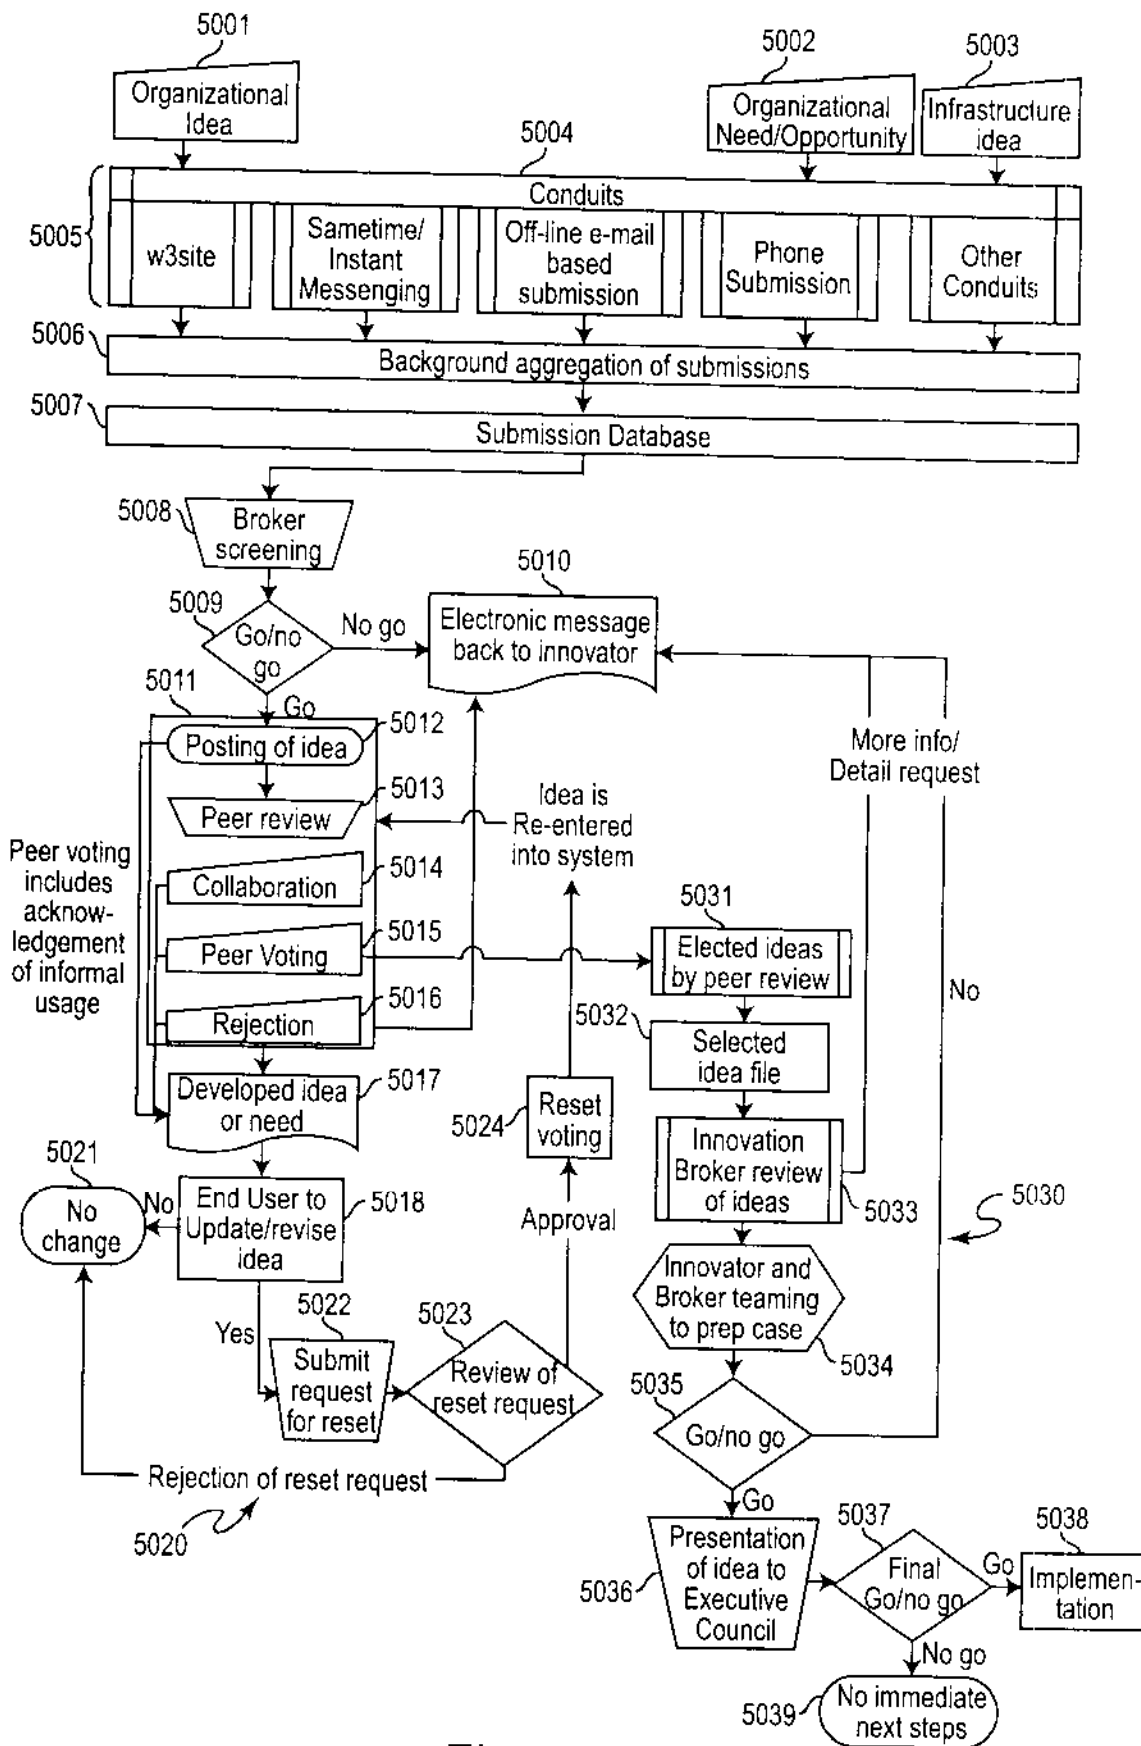 5001
5002
5003
Organizational
Idea
Organizational
Need/Opportunity
Infrastructure
idea
5004
Conduits
5005
w3site
Sametime/
Instant
Messenging
Off-line e-mail
based
submission
Phone
Submission
Other
Conduits
5006
Background aggregation of submissions
5007
Submission Database
5008
Broker
screening
5009
Go/no
go
No go
5010
Electronic message
back to innovator
Go
5011
Posting of idea
5012
Peer review
5013
Collaboration
5014
Peer Voting
5015
Rejection
5016
Peer voting
includes
acknow-
ledgement
of informal
usage
Idea is
Re-entered
into system
More info/
Detail request
5031
Elected ideas
by peer review
No
5032
Selected
idea file
5017
Developed idea
or need
5024
Reset
voting
Innovation
Broker review
of ideas
5033
5030
5021
No
change
No
End User to
Update/revise
idea
5018
Approval
Innovator and
Broker teaming
to prep case
5034
Yes
5022
Submit
request
for reset
5023
Review of
reset request
5035
Go/no go
Rejection of reset request
5020
Go
5036
Presentation
of idea to
Executive
Council
5037
Final
Go/no go
Go
5038
Implemen-
tation
No go
5039
No immediate
next steps